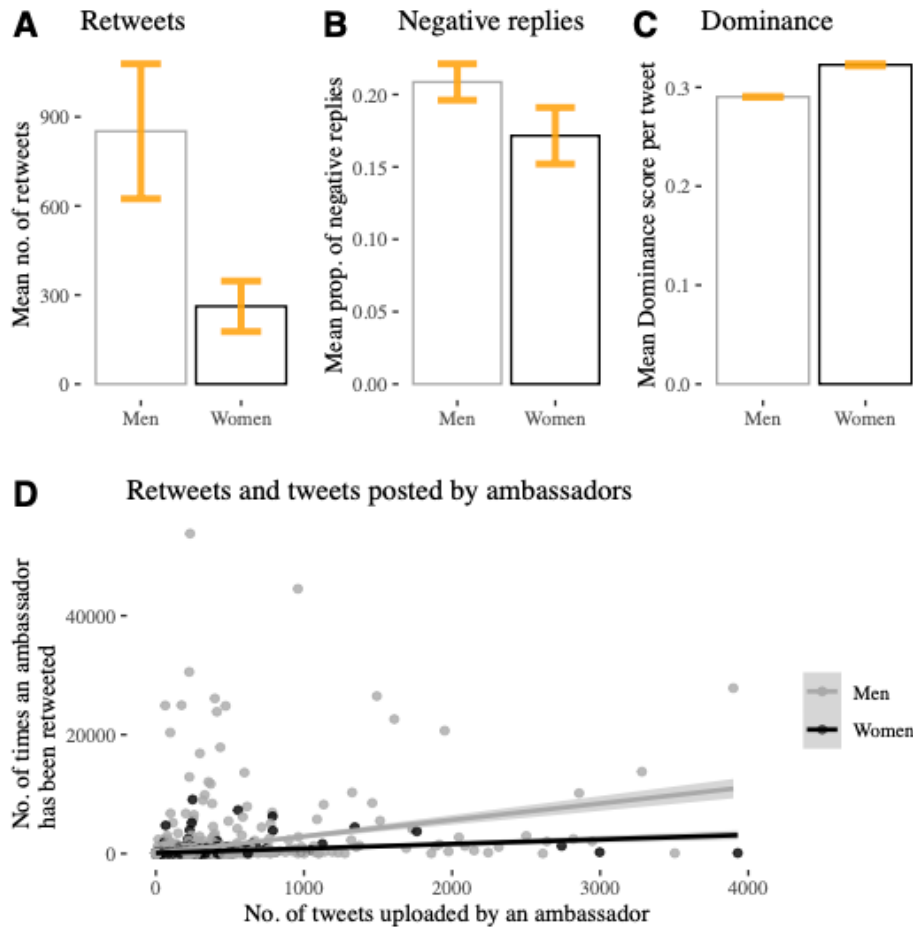 A Retweets
Mean no. of retweets
900
600
300
0
Men Women
B Negative replies
Mean prop. of negative replies
0.20
0.15
0.10
0.05
0.00
Men Women
C Dominance
Mean Dominance score per tweet
0.3
0.2
0.1
0.0
Men Women
D Retweets and tweets posted by ambassadors
No. of times an ambassador
has been retweeted
40000
20000
0
0 1000 2000 3000 4000
No. of tweets uploaded by an ambassador
Men
Women